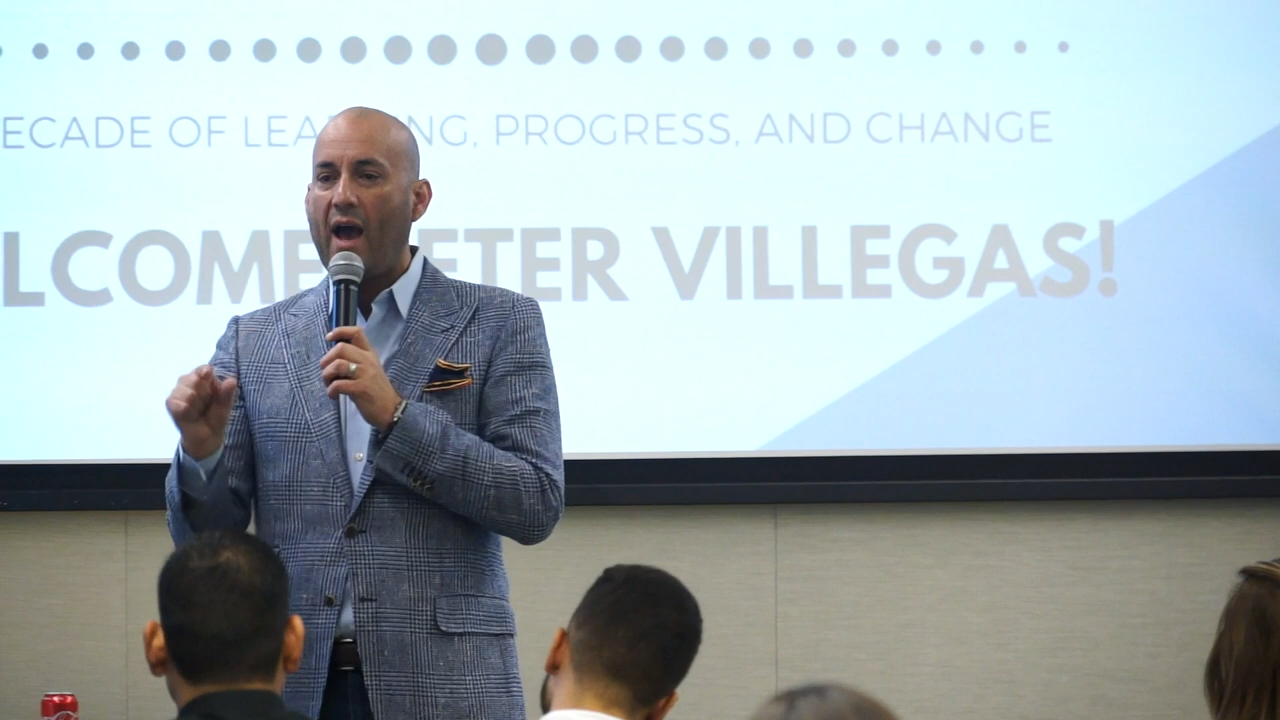 ECADE OF LEA NG, PROGRESS, AND CHANGE
LCOME ETER VILLEGAS!